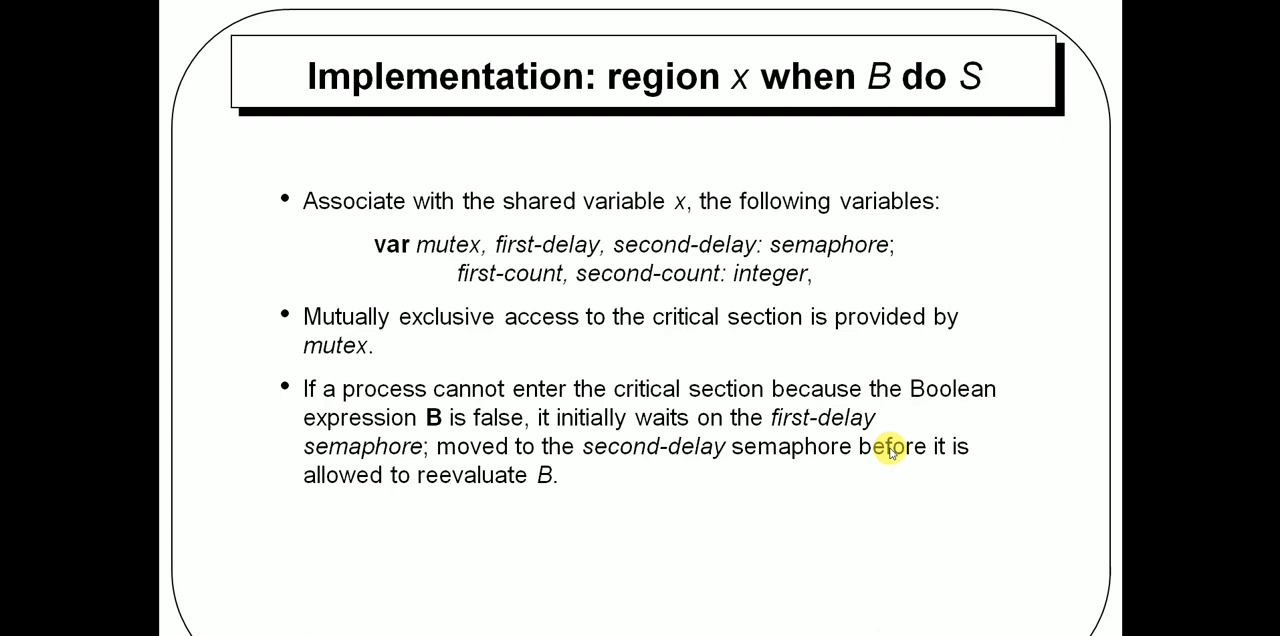 Implementation: region x when B do S
• Associate with the shared variable x, the following variables:
var mutex, first-delay, second-delay: semaphore;
first-count, second-count: integer,
• Mutually exclusive access to the critical section is provided by
mutex.
• If a process cannot enter the critical section because the Boolean
expression B is false, it initially waits on the first-delay
semaphore; moved to the second-delay semaphore before it is
allowed to reevaluate B.